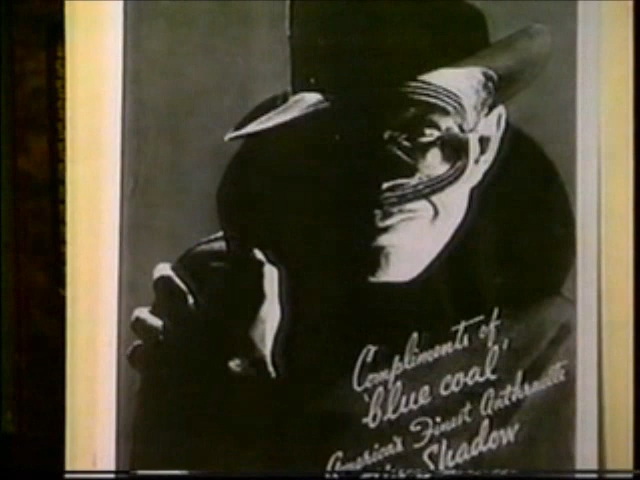 Compliments of
'blue coal'
America's Finest Anthracite
Shadow